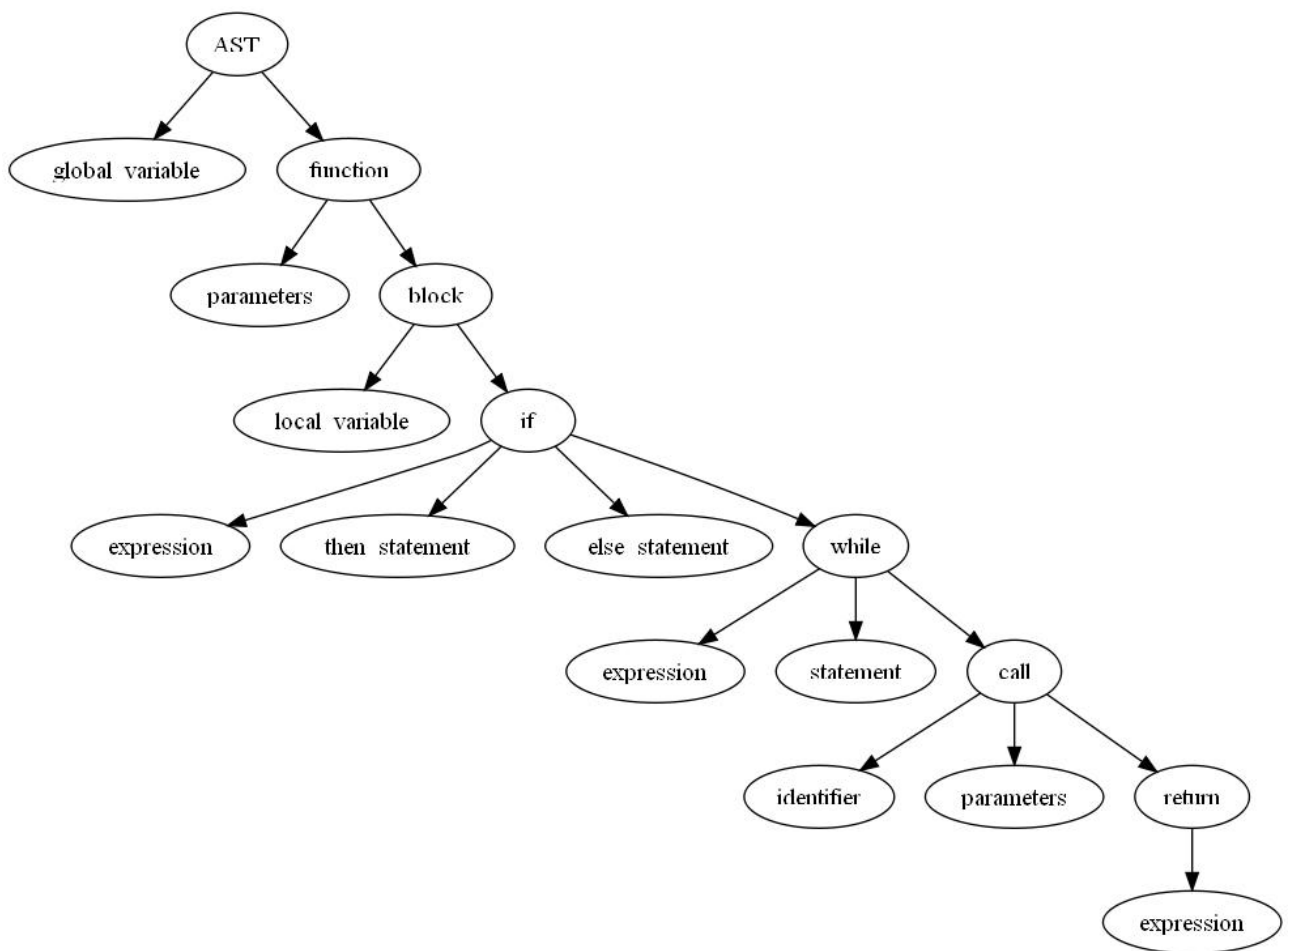 AST
global variable
function
parameters
block
local variable
if
expression
then statement
else statement
while
expression
statement
call
identifier
parameters
return
expression